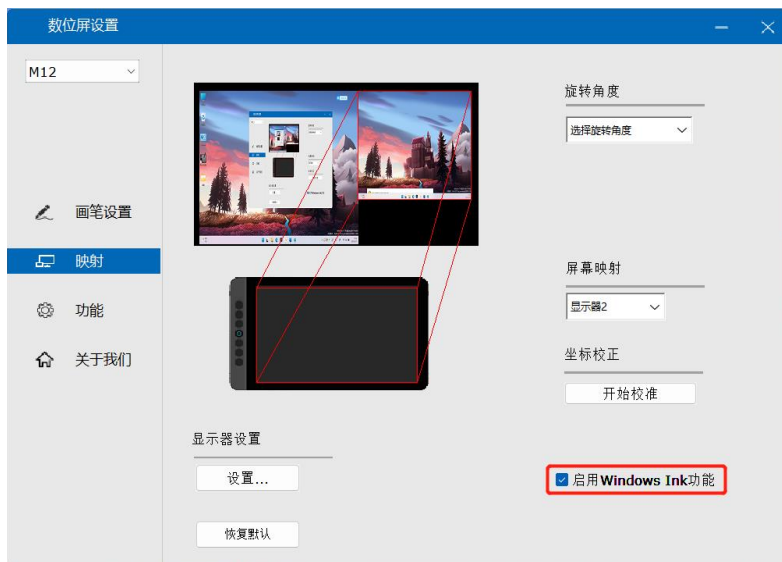 数位屏设置
M12
画笔设置
映射
功能
关于我们
旋转角度
选择旋转角度
屏幕映射
显示器2
坐标校正
开始校准
显示器设置
设置...
恢复默认
启用Windows Ink功能